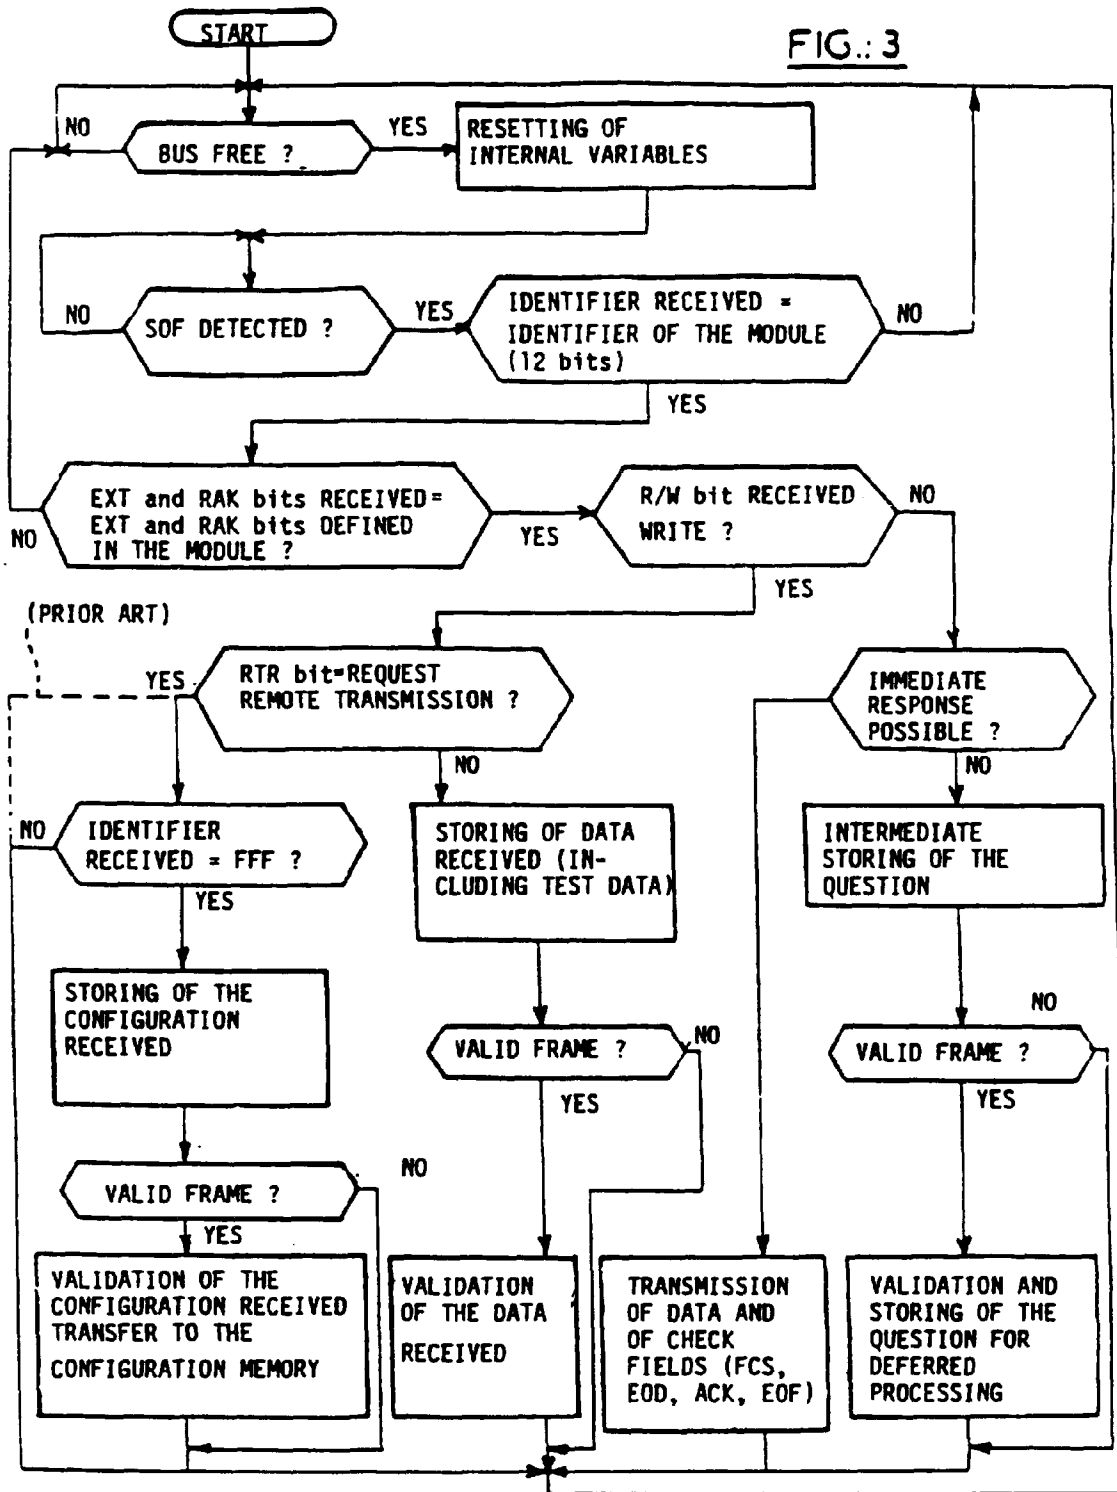 START
FIG.: 3
NO
BUS FREE ?
YES
RESETTING OF
INTERNAL VARIABLES
NO
SOF DETECTED ?
YES
IDENTIFIER RECEIVED =
IDENTIFIER OF THE MODULE
(12 bits)
NO
YES
EXT and RAK bits RECEIVED=
EXT and RAK bits DEFINED
IN THE MODULE ?
NO
YES
R/W bit RECEIVED
WRITE ?
NO
YES
(PRIOR ART)
YES
RTR bit=REQUEST
REMOTE TRANSMISSION ?
NO
IMMEDIATE
RESPONSE
POSSIBLE ?
NO
NO
IDENTIFIER
RECEIVED = FFF ?
YES
STORING OF DATA
RECEIVED (IN-
CLUDING TEST DATA)
INTERMEDIATE
STORING OF THE
QUESTION
STORING OF THE
CONFIGURATION
RECEIVED
VALID FRAME ?
NO
YES
VALID FRAME ?
NO
YES
VALID FRAME ?
NO
YES
VALIDATION OF THE
CONFIGURATION RECEIVED
TRANSFER TO THE
CONFIGURATION MEMORY
VALIDATION
OF THE DATA
RECEIVED
TRANSMISSION
OF DATA AND
OF CHECK
FIELDS (FCS,
EOD, ACK, EOF)
VALIDATION AND
STORING OF THE
QUESTION FOR
DEFERRED
PROCESSING